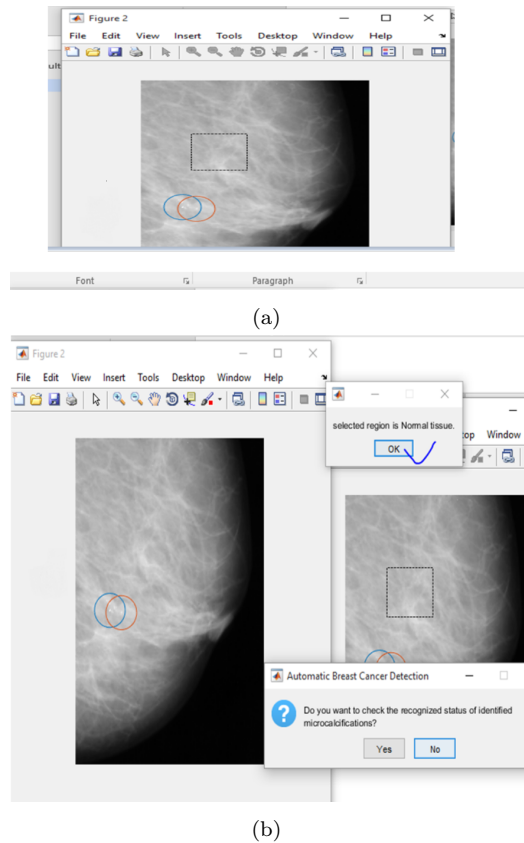 Figure 2
File Edit View Insert Tools Desktop Window Help
ult
Font Paragraph
(a)
Figure 2
File Edit View Insert Tools Desktop Window Help
selected region is Normal tissue.
OK
op Window
Automatic Breast Cancer Detection
Do you want to check the recognized status of identified
microcalcifications?
Yes No
(b)